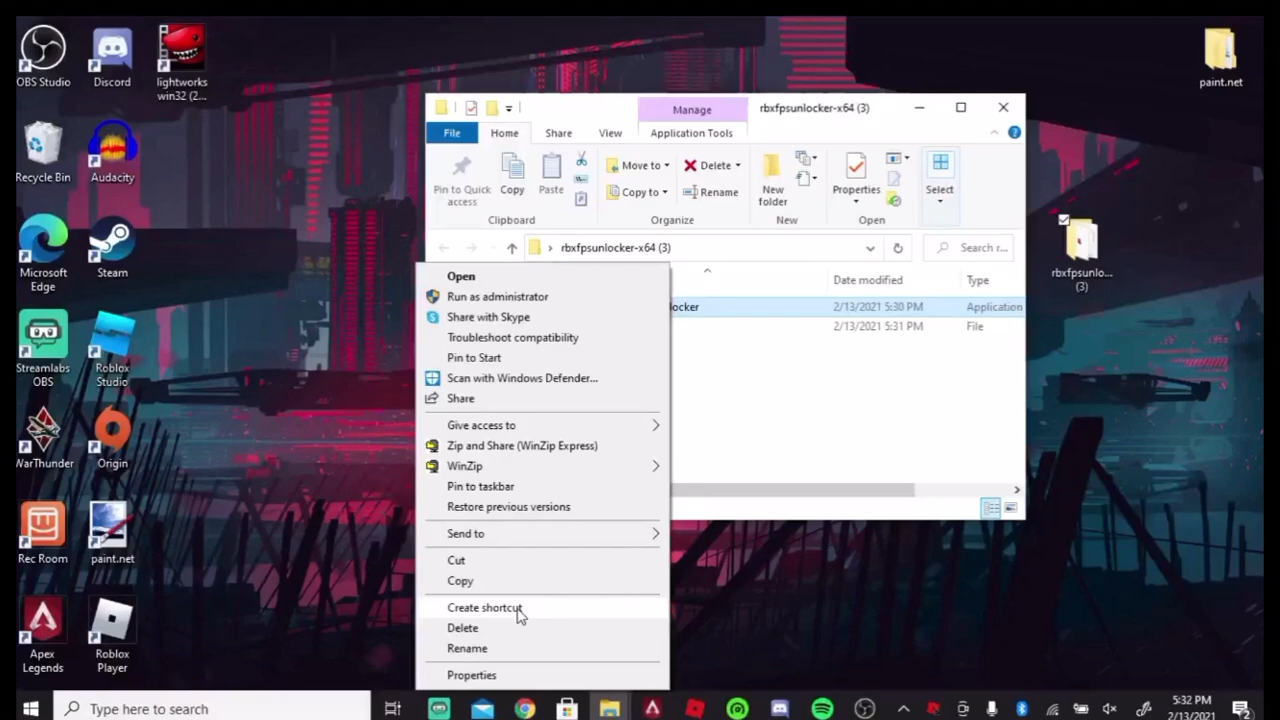 OBS Studio
Discord
lightworks
win32 (2...
paint.net
Recycle Bin
Audacity
Microsoft
Edge
Steam
Streamlabs
OBS
Roblox
Studio
WarThunder
Origin
Rec Room
paint.net
Apex
Legends
Roblox
Player
rbxfpsunlo...
(3)
Manage
rbxfpsunlocker-x64 (3)
File
Home
Share
View
Application Tools
Pin to Quick
access
Copy
Paste
Move to
Copy to
Delete
Rename
New
folder
Properties
Select
Clipboard
Organize
New
Open
rbxfpsunlocker-x64 (3)
Search r...
Date modified
Type
locker
2/13/2021 5:30 PM
Application
2/13/2021 5:31 PM
File
Open
Run as administrator
Share with Skype
Troubleshoot compatibility
Pin to Start
Scan with Windows Defender...
Share
Give access to
Zip and Share (WinZip Express)
WinZip
Pin to taskbar
Restore previous versions
Send to
Cut
Copy
Create shortcut
Delete
Rename
Properties
Type here to search
5:32 PM
2/13/2021
2